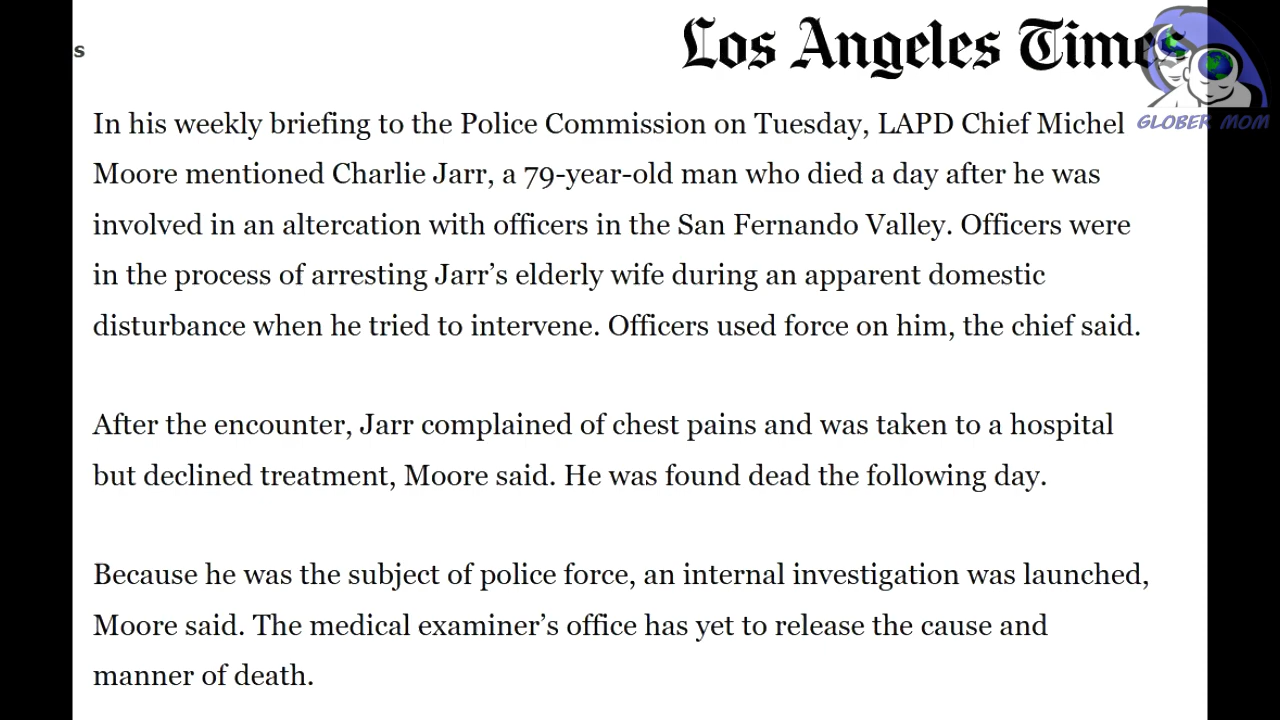 s
Los Angeles Times
GLOBER MOM
In his weekly briefing to the Police Commission on Tuesday, LAPD Chief Michel
Moore mentioned Charlie Jarr, a 79-year-old man who died a day after he was
involved in an altercation with officers in the San Fernando Valley. Officers were
in the process of arresting Jarr’s elderly wife during an apparent domestic
disturbance when he tried to intervene. Officers used force on him, the chief said.
After the encounter, Jarr complained of chest pains and was taken to a hospital
but declined treatment, Moore said. He was found dead the following day.
Because he was the subject of police force, an internal investigation was launched,
Moore said. The medical examiner’s office has yet to release the cause and
manner of death.